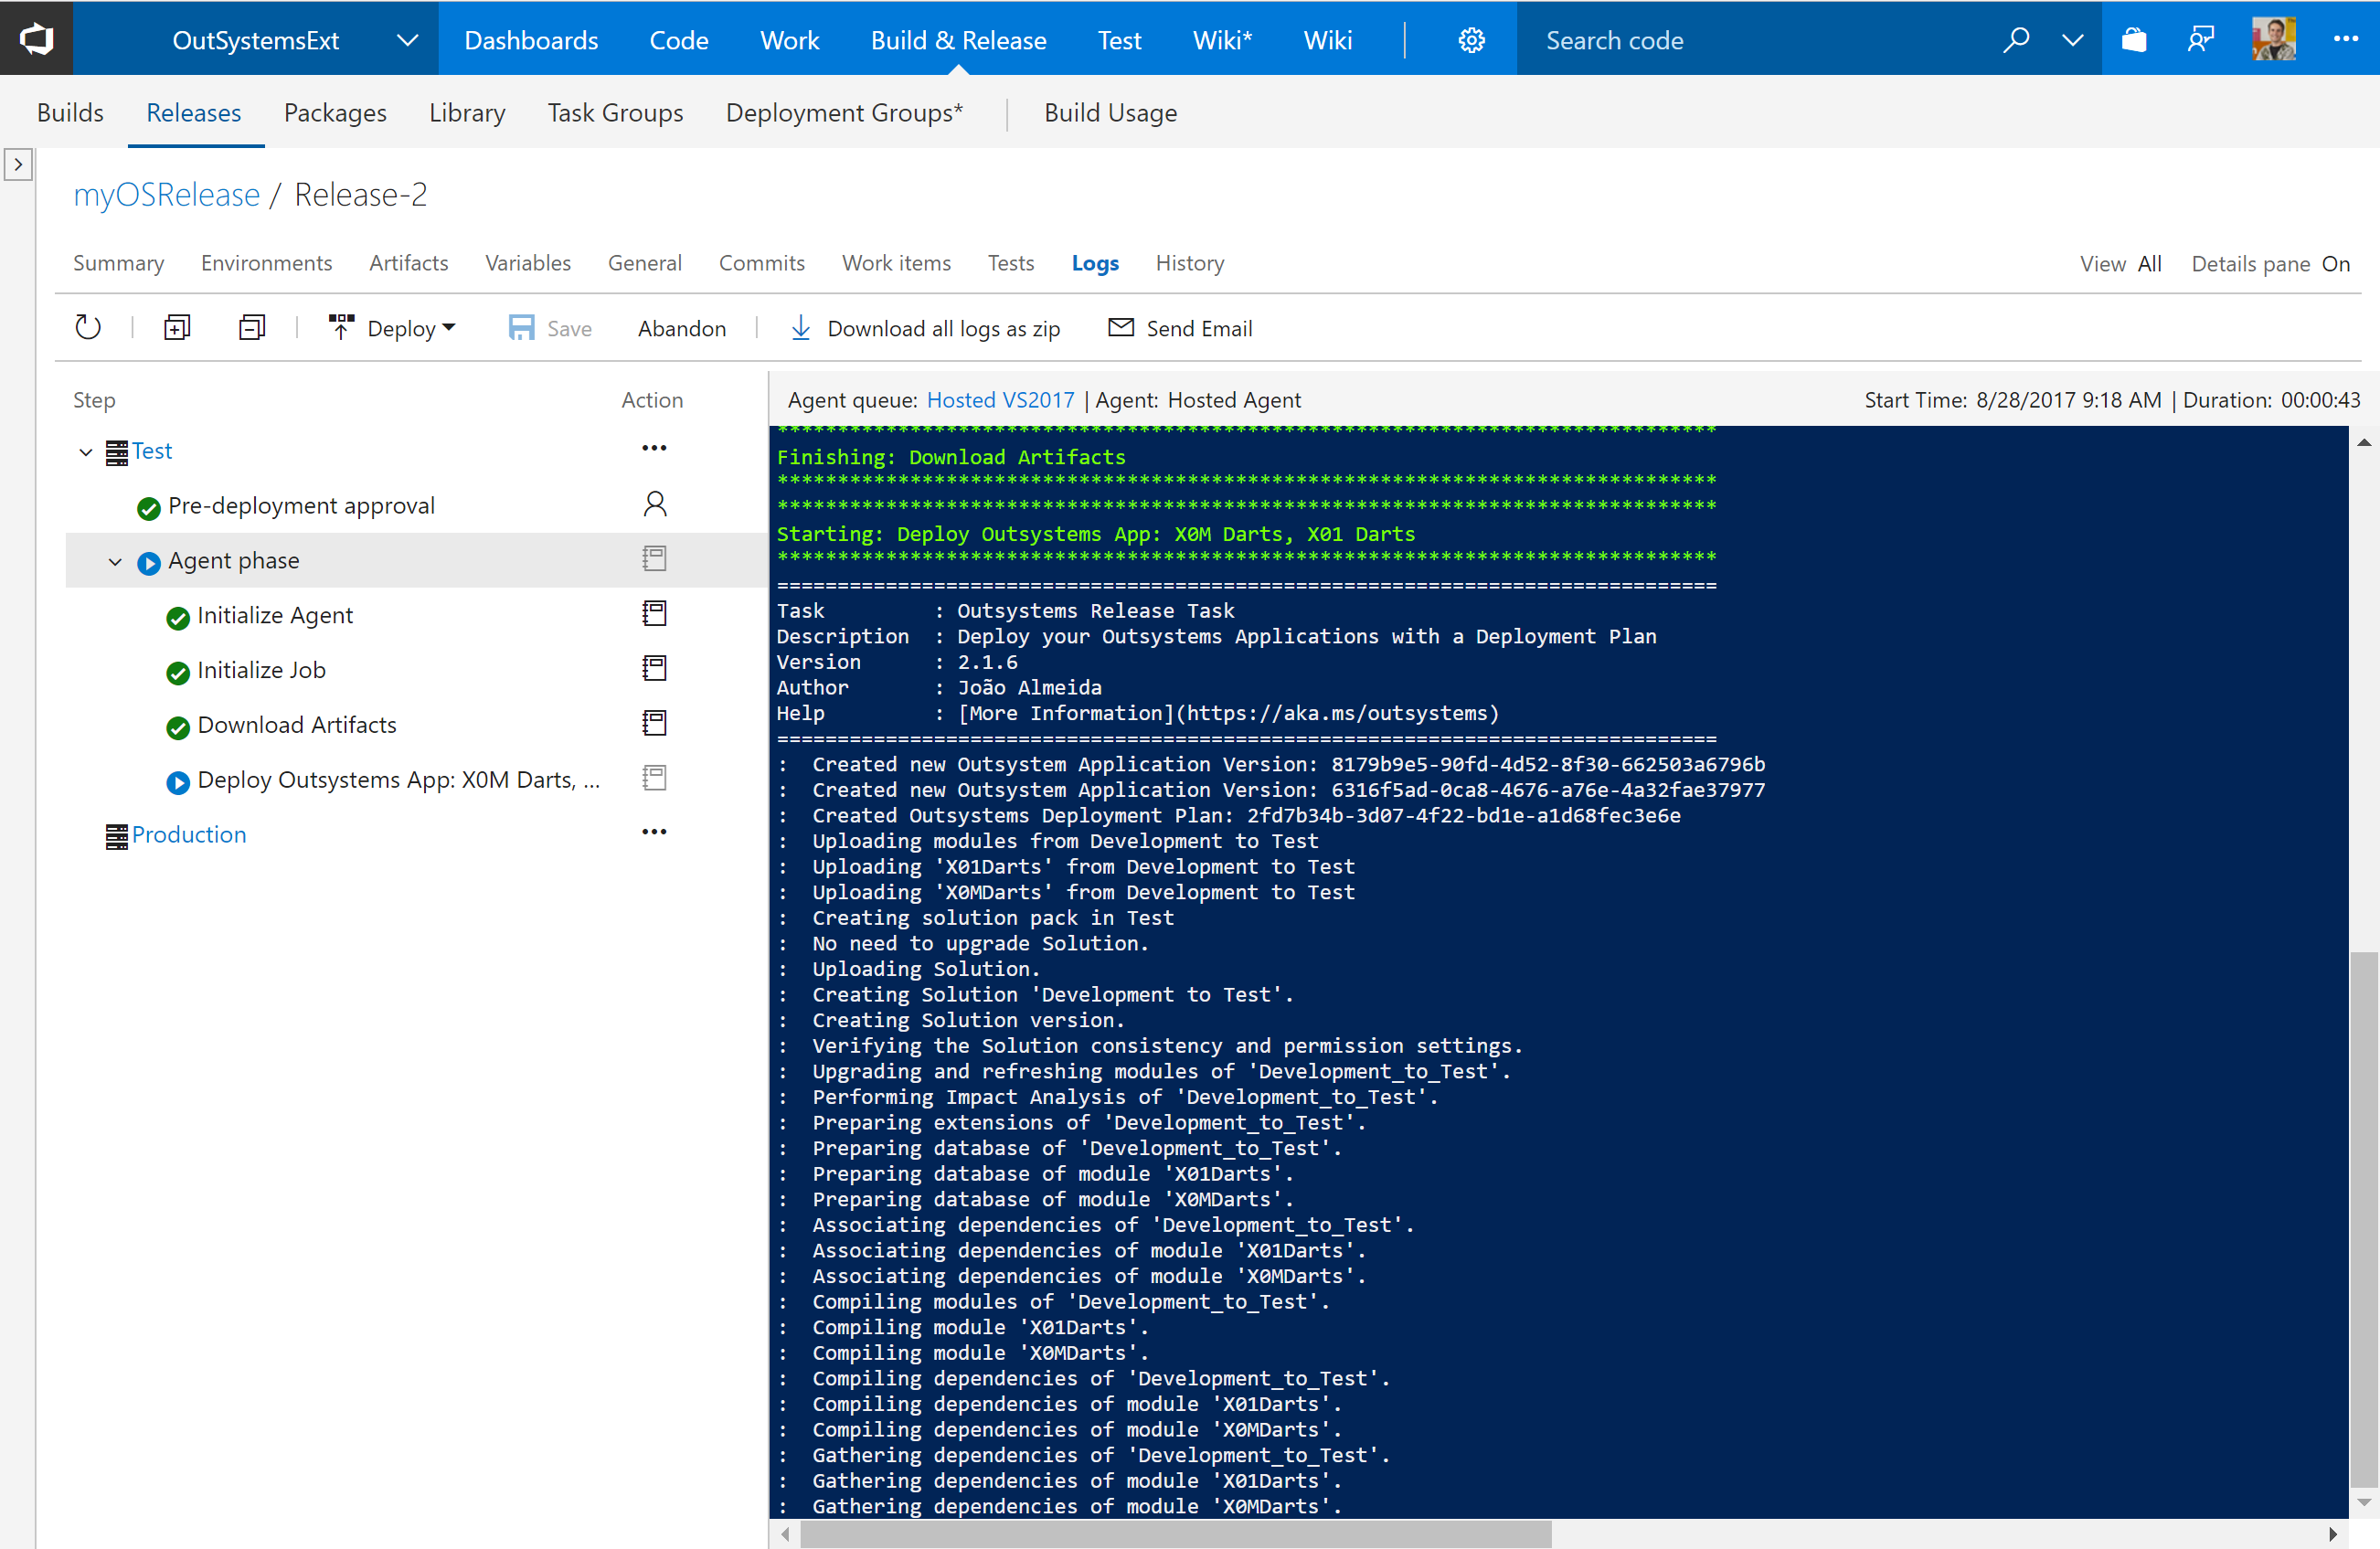 OutSystemsExt Dashboards Code Work Build & Release Test Wiki* Wiki Search code
Builds Releases Packages Library Task Groups Deployment Groups* Build Usage
myOSRelease / Release-2
Summary Environments Artifacts Variables General Commits Work items Tests Logs History View All Details pane On
Deploy Save Abandon Download all logs as zip Send Email
Step Action
Test
Pre-deployment approval
Agent phase
Initialize Agent
Initialize Job
Download Artifacts
Deploy Outsystems App: X0M Darts, ...
Production
Agent queue: Hosted VS2017 | Agent: Hosted Agent Start Time: 8/28/2017 9:18 AM | Duration: 00:00:43
******************************************************************************
Finishing: Download Artifacts
******************************************************************************
******************************************************************************
Starting: Deploy Outsystems App: X0M Darts, X01 Darts
******************************************************************************
==============================================================================
Task         : Outsystems Release Task
Description  : Deploy your Outsystems Applications with a Deployment Plan
Version      : 2.1.6
Author       : João Almeida
Help         : [More Information](https://aka.ms/outsystems)
==============================================================================
:  Created new Outsystem Application Version: 8179b9e5-90fd-4d52-8f30-662503a6796b
:  Created new Outsystem Application Version: 6316f5ad-0ca8-4676-a76e-4a32fae37977
:  Created Outsystems Deployment Plan: 2fd7b34b-3d07-4f22-bd1e-a1d68fec3e6e
:  Uploading modules from Development to Test
:  Uploading 'X01Darts' from Development to Test
:  Uploading 'X0MDarts' from Development to Test
:  Creating solution pack in Test
:  No need to upgrade Solution.
:  Uploading Solution.
:  Creating Solution 'Development to Test'.
:  Creating Solution version.
:  Verifying the Solution consistency and permission settings.
:  Upgrading and refreshing modules of 'Development_to_Test'.
:  Performing Impact Analysis of 'Development_to_Test'.
:  Preparing extensions of 'Development_to_Test'.
:  Preparing database of 'Development_to_Test'.
:  Preparing database of module 'X01Darts'.
:  Preparing database of module 'X0MDarts'.
:  Associating dependencies of 'Development_to_Test'.
:  Associating dependencies of module 'X01Darts'.
:  Associating dependencies of module 'X0MDarts'.
:  Compiling modules of 'Development_to_Test'.
:  Compiling module 'X01Darts'.
:  Compiling module 'X0MDarts'.
:  Compiling dependencies of 'Development_to_Test'.
:  Compiling dependencies of module 'X01Darts'.
:  Compiling dependencies of module 'X0MDarts'.
:  Gathering dependencies of 'Development_to_Test'.
:  Gathering dependencies of module 'X01Darts'.
:  Gathering dependencies of module 'X0MDarts'.